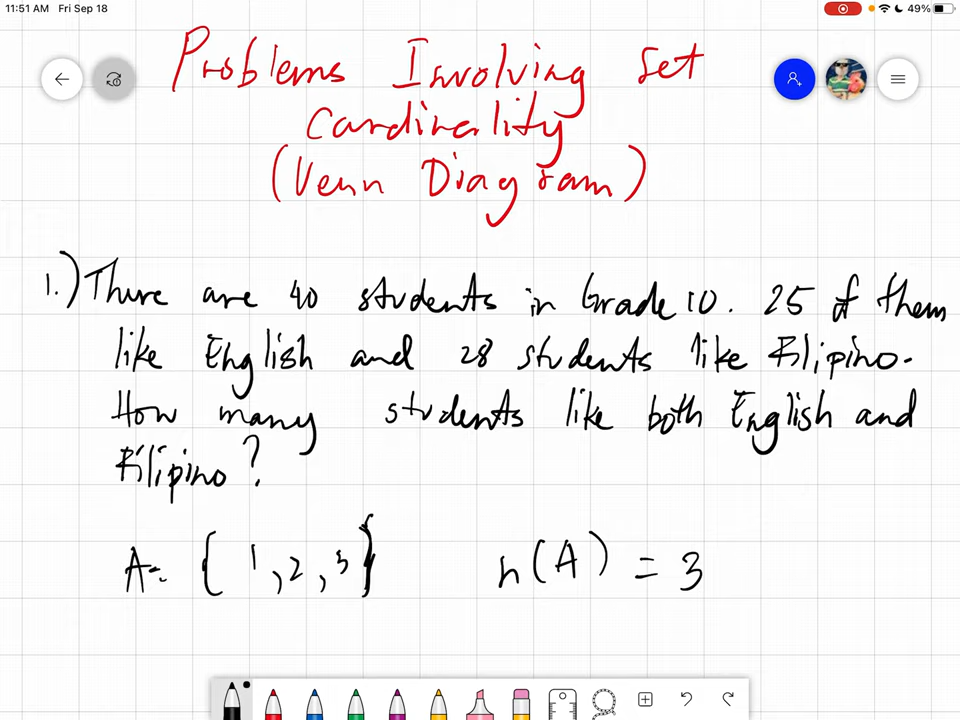 11:51 AM Fri Sep 18
49%
Problems Involving Set
Cardinality
(Venn Diagram)
1.) There are 40 students in Grade 10. 25 of them
like English and 28 students like Filipino.
How many students like both English and
Filipino?
A = { 1, 2, 3 } n(A) = 3